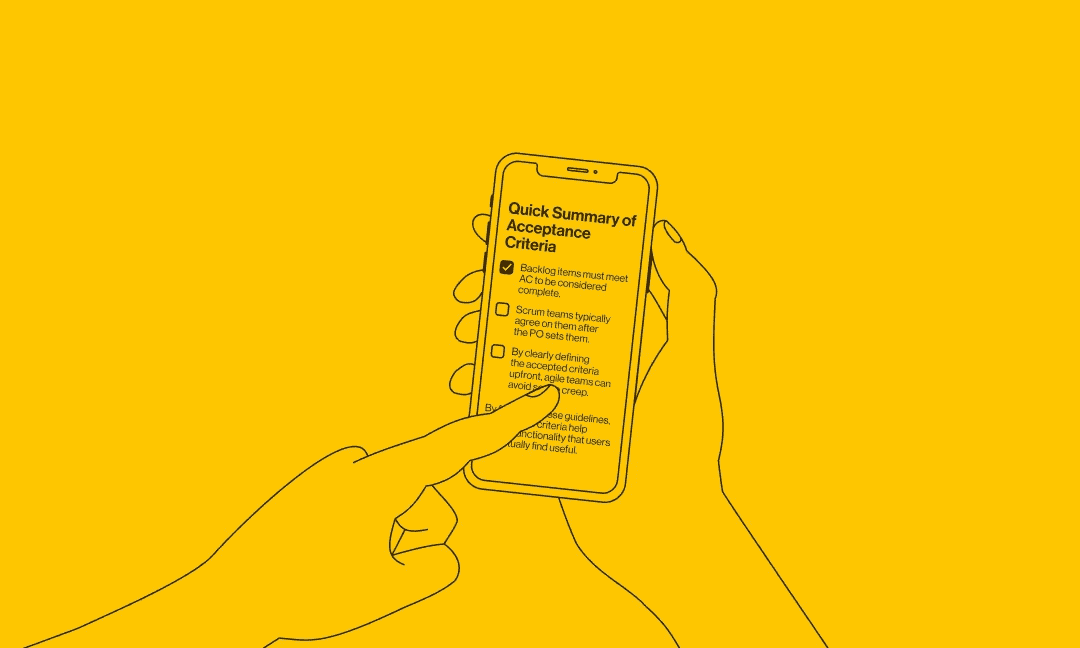 Quick Summary of
Acceptance
Criteria
Backlog items must meet
AC to be considered
complete.
Scrum teams typically
agree on them after
the PO sets them.
By clearly defining
the accepted criteria
upfront, agile teams can
avoid creep.
By guidelines,
criteria help
that users
find useful.